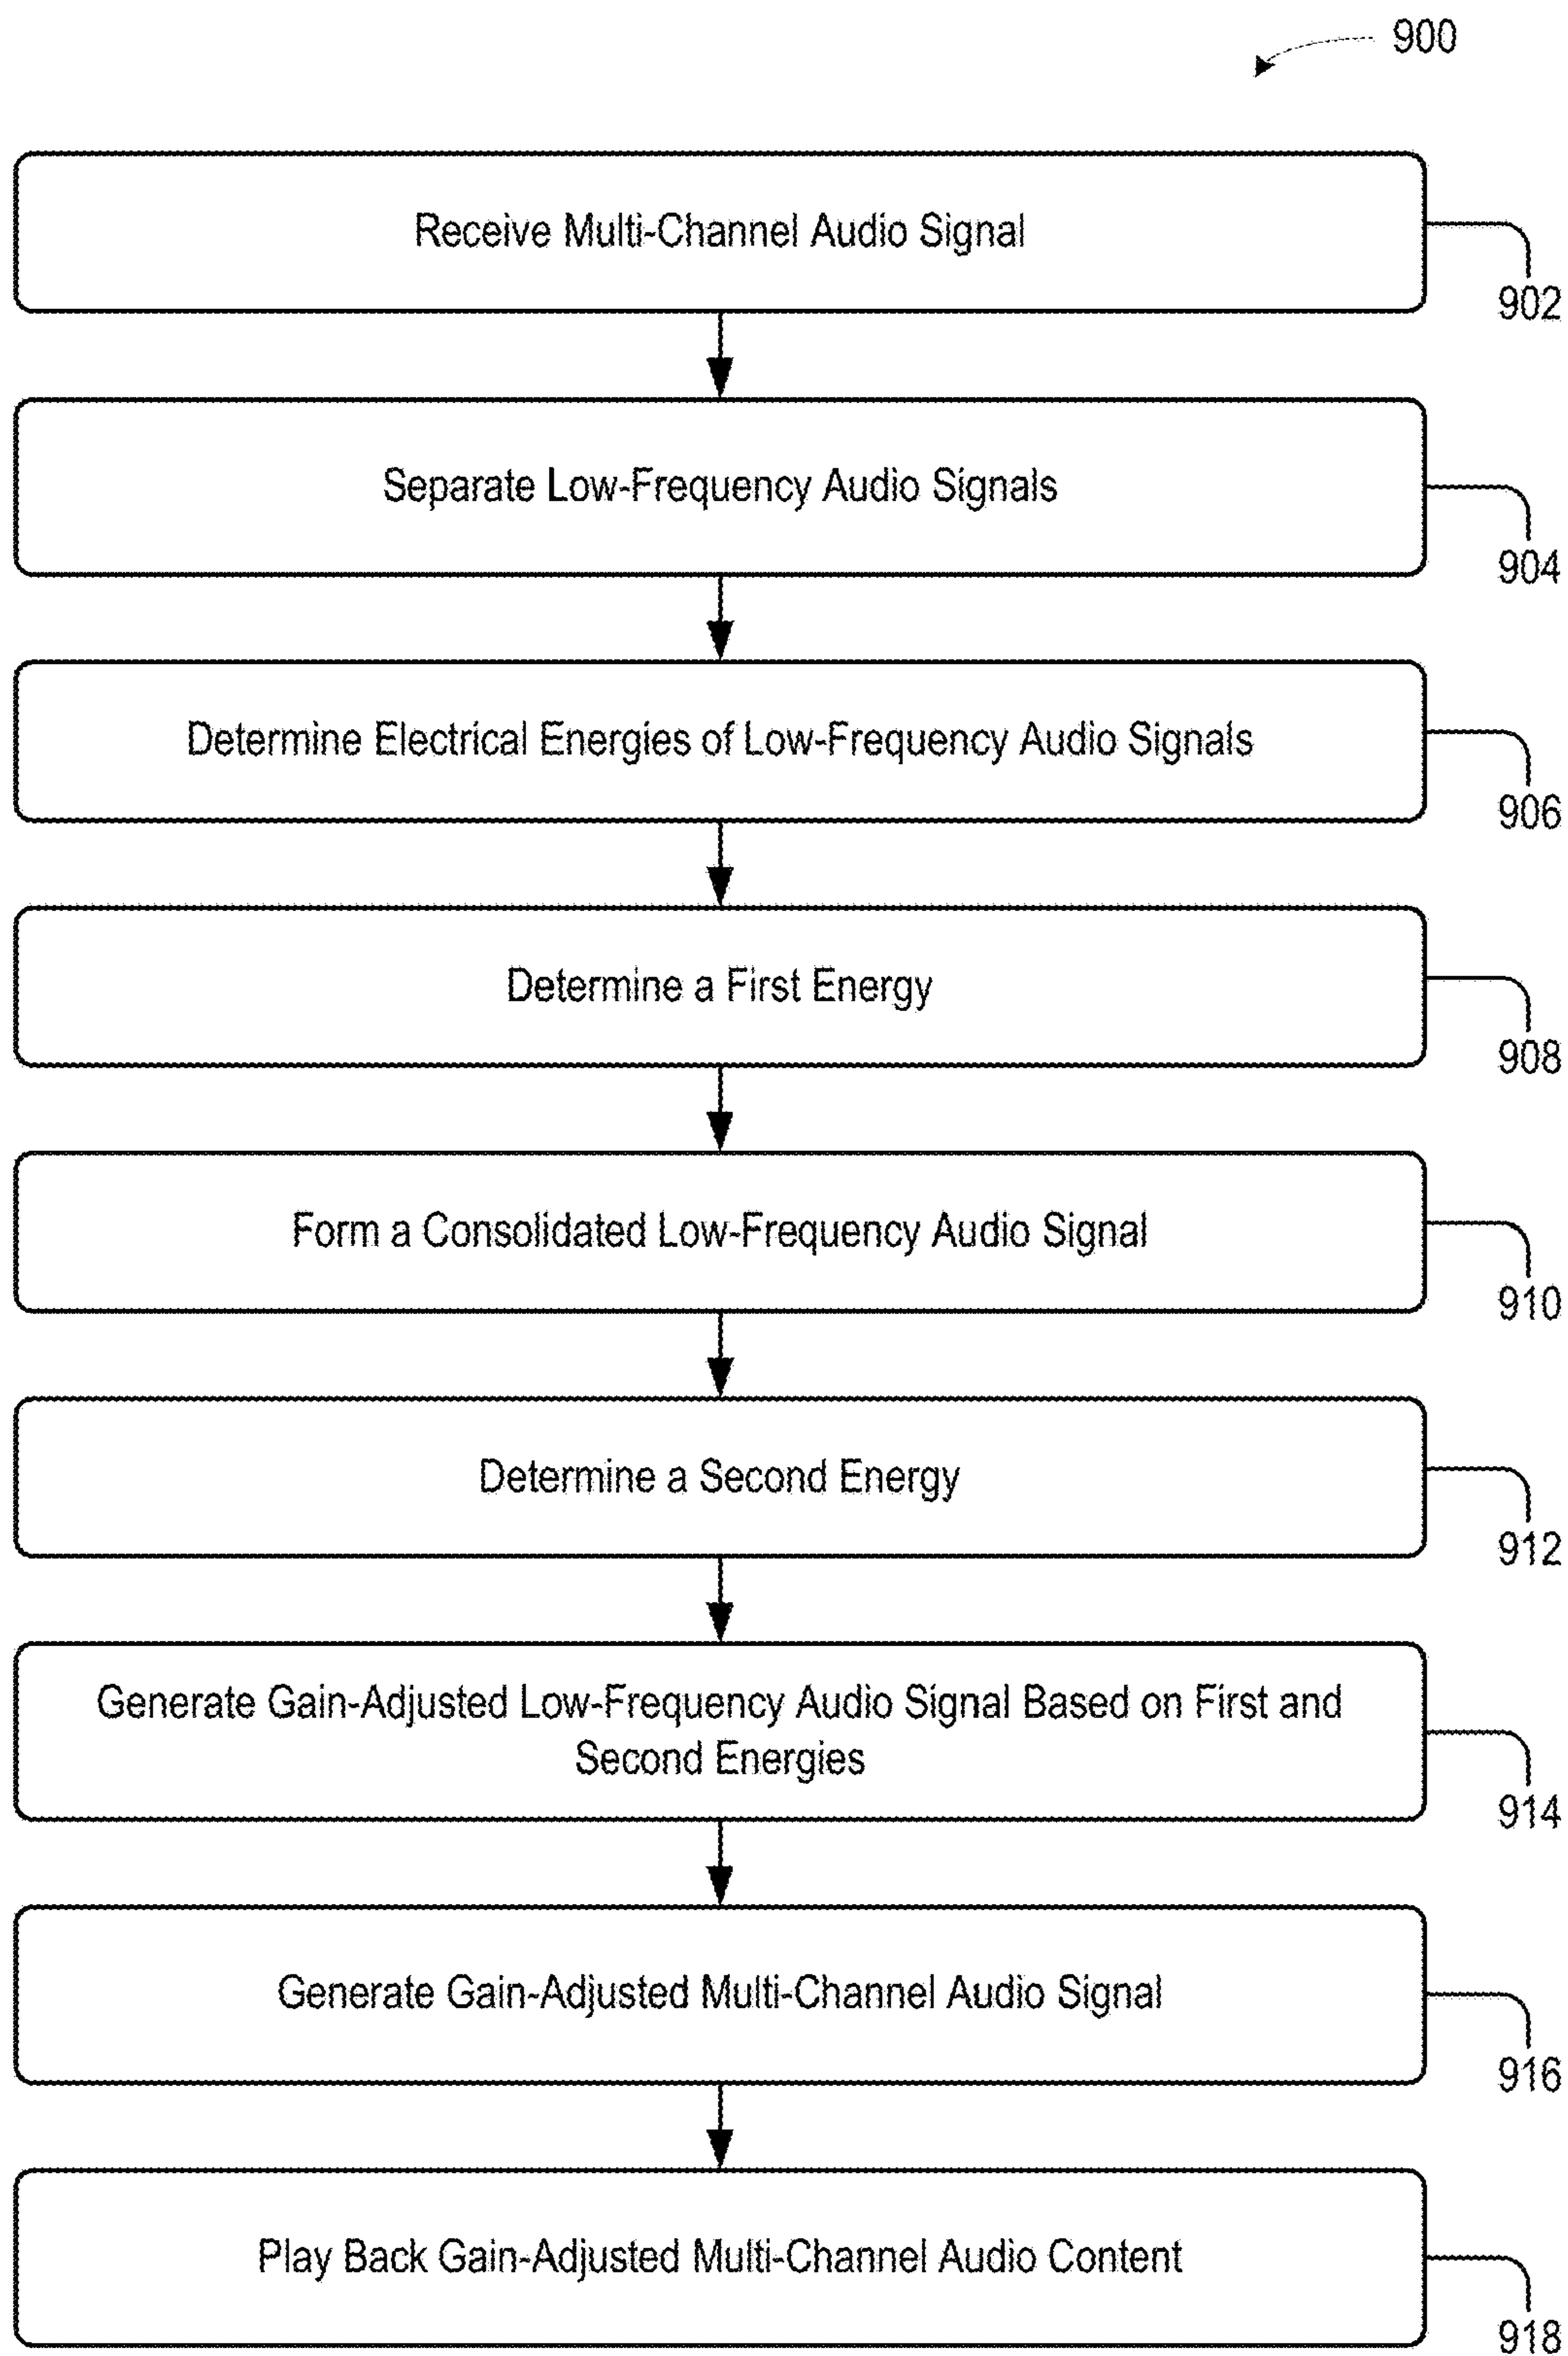 900
Receive Multi-Channel Audio Signal
902
Separate Low-Frequency Audio Signals
904
Determine Electrical Energies of Low-Frequency Audio Signals
906
Determine a First Energy
908
Form a Consolidated Low-Frequency Audio Signal
910
Determine a Second Energy
912
Generate Gain-Adjusted Low-Frequency Audio Signal Based on First and
Second Energies
914
Generate Gain-Adjusted Multi-Channel Audio Signal
916
Play Back Gain-Adjusted Multi-Channel Audio Content
918